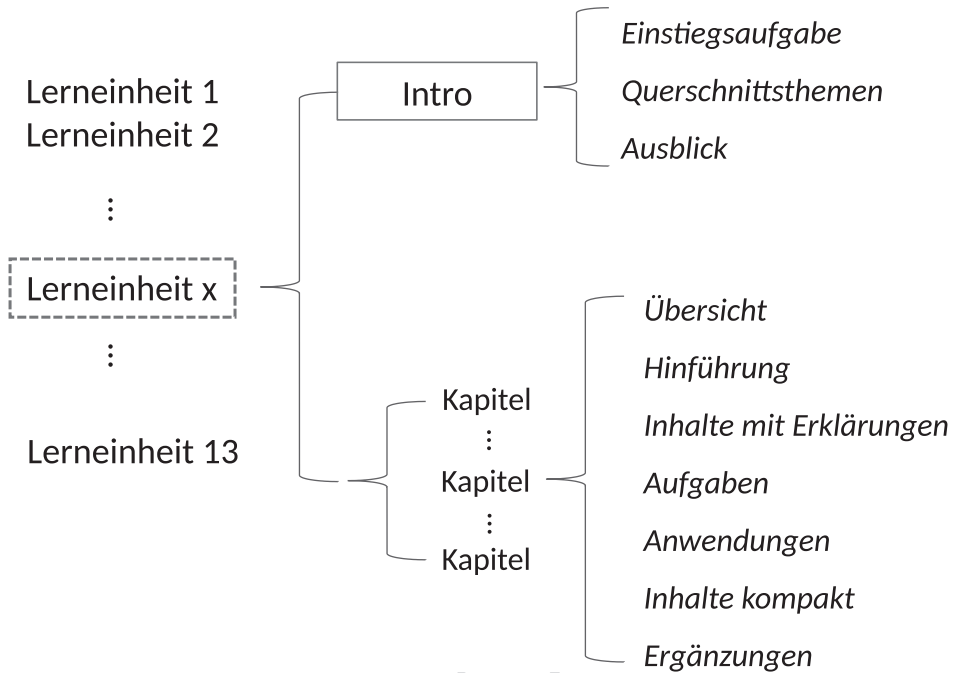 Lerneinheit 1
Lerneinheit 2
⋮
Lerneinheit x
⋮
Lerneinheit 13
Intro
Einstiegsaufgabe
Querschnittsthemen
Ausblick
Kapitel
⋮
Kapitel
⋮
Kapitel
Übersicht
Hinführung
Inhalte mit Erklärungen
Aufgaben
Anwendungen
Inhalte kompakt
Ergänzungen